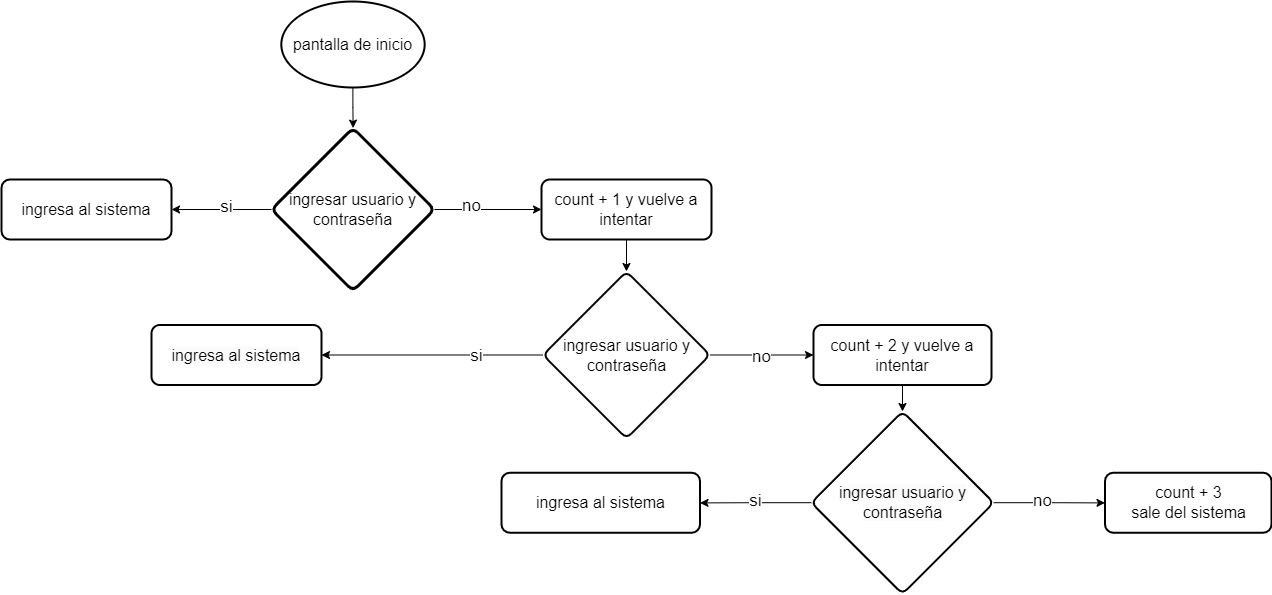 pantalla de inicio
ingresa al sistema
si
ingresar usuario y
contraseña
no
count + 1 y vuelve a
intentar
ingresa al sistema
si
ingresar usuario y
contraseña
no
count + 2 y vuelve a
intentar
ingresa al sistema
si
ingresar usuario y
contraseña
no
count + 3
sale del sistema